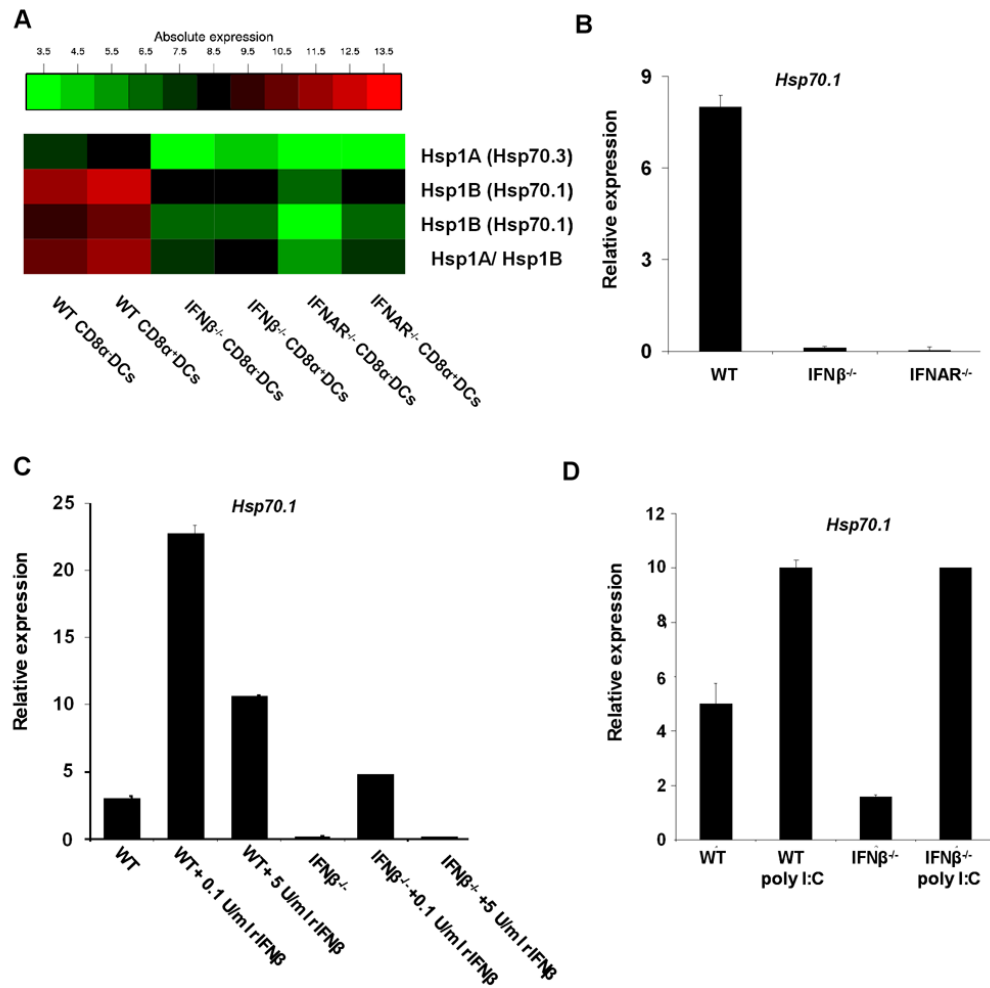 A
Absolute expression
3.5 4.5 5.5 6.5 7.5 8.5 9.5 10.5 11.5 12.5 13.5
Hsp1A (Hsp70.3)
Hsp1B (Hsp70.1)
Hsp1B (Hsp70.1)
Hsp1A/ Hsp1B
WT CD8α⁻DCs
WT CD8α⁺DCs
IFNβ⁻/⁻ CD8α⁻DCs
IFNβ⁻/⁻ CD8α⁺DCs
IFNAR⁻/⁻ CD8α⁻DCs
IFNAR⁻/⁻ CD8α⁺DCs
B
Hsp70.1
Relative expression
9
6
3
0
WT
IFNβ⁻/⁻
IFNAR⁻/⁻
C
Hsp70.1
Relative expression
25
20
15
10
5
0
WT
WT+ 0.1 U/ml rIFNβ
WT+ 5 U/ml rIFNβ
IFNβ⁻/⁻
IFNβ⁻/⁻+0.1 U/ml rIFNβ
IFNβ⁻/⁻+5 U/ml rIFNβ
D
Hsp70.1
Relative expression
12
10
8
6
4
2
0
WT
WT
poly I:C
IFNβ⁻/⁻
IFNβ⁻/⁻
poly I:C